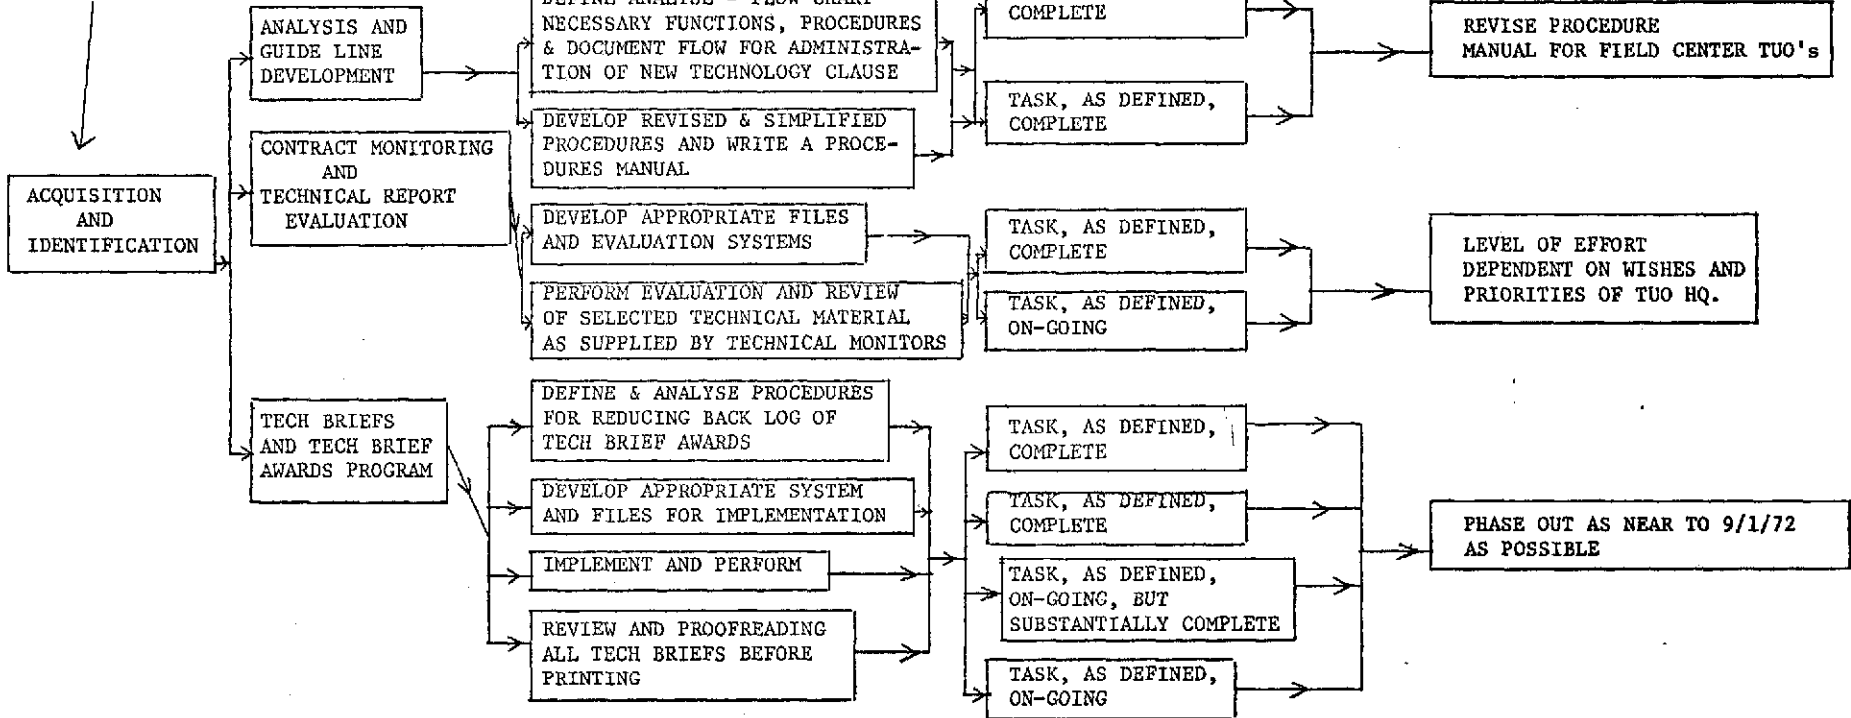 ANALYSIS AND
GUIDE LINE
DEVELOPMENT
DEFINE ANALYSE - FLOW CHART
NECESSARY FUNCTIONS, PROCEDURES
& DOCUMENT FLOW FOR ADMINISTRA-
TION OF NEW TECHNOLOGY CLAUSE
COMPLETE
REVISE PROCEDURE
MANUAL FOR FIELD CENTER TUO's
DEVELOP REVISED & SIMPLIFIED
PROCEDURES AND WRITE A PROCE-
DURES MANUAL
TASK, AS DEFINED,
COMPLETE
ACQUISITION
AND
IDENTIFICATION
CONTRACT MONITORING
AND
TECHNICAL REPORT
EVALUATION
DEVELOP APPROPRIATE FILES
AND EVALUATION SYSTEMS
TASK, AS DEFINED,
COMPLETE
PERFORM EVALUATION AND REVIEW
OF SELECTED TECHNICAL MATERIAL
AS SUPPLIED BY TECHNICAL MONITORS
TASK, AS DEFINED,
ON-GOING
LEVEL OF EFFORT
DEPENDENT ON WISHES AND
PRIORITIES OF TUO HQ.
TECH BRIEFS
AND TECH BRIEF
AWARDS PROGRAM
DEFINE & ANALYSE PROCEDURES
FOR REDUCING BACK LOG OF
TECH BRIEF AWARDS
TASK, AS DEFINED,
COMPLETE
DEVELOP APPROPRIATE SYSTEM
AND FILES FOR IMPLEMENTATION
TASK, AS DEFINED,
COMPLETE
IMPLEMENT AND PERFORM
TASK, AS DEFINED,
ON-GOING, BUT
SUBSTANTIALLY COMPLETE
REVIEW AND PROOFREADING
ALL TECH BRIEFS BEFORE
PRINTING
TASK, AS DEFINED,
ON-GOING
PHASE OUT AS NEAR TO 9/1/72
AS POSSIBLE